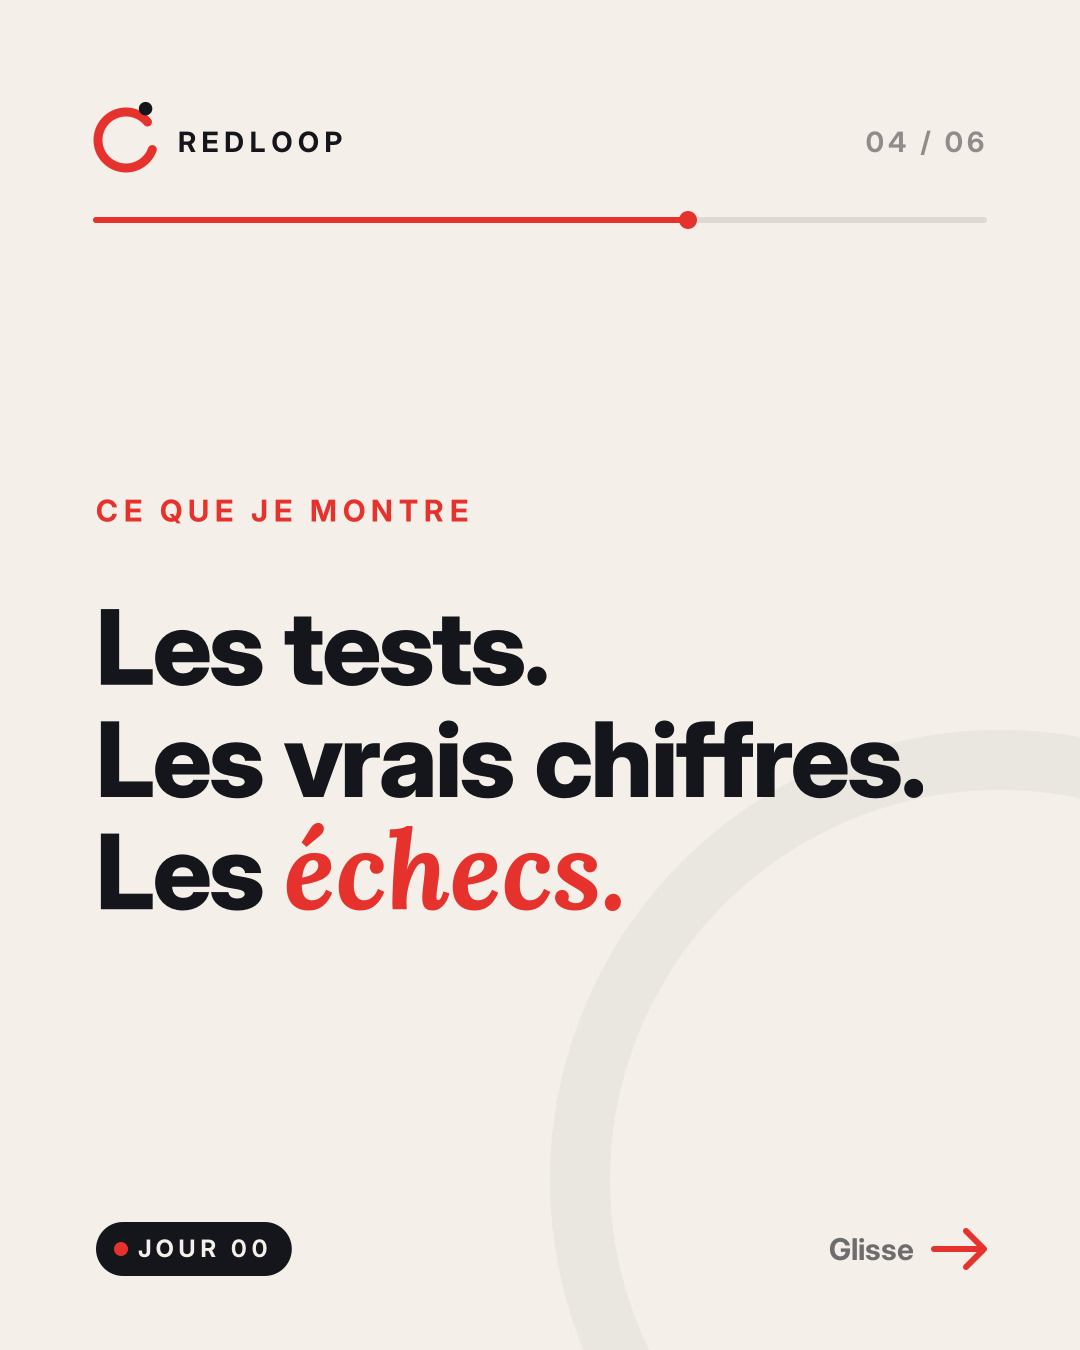 REDLOOP
04 / 06
CE QUE JE MONTRE
Les tests.
Les vrais chiffres.
Les échecs.
JOUR 00
Glisse